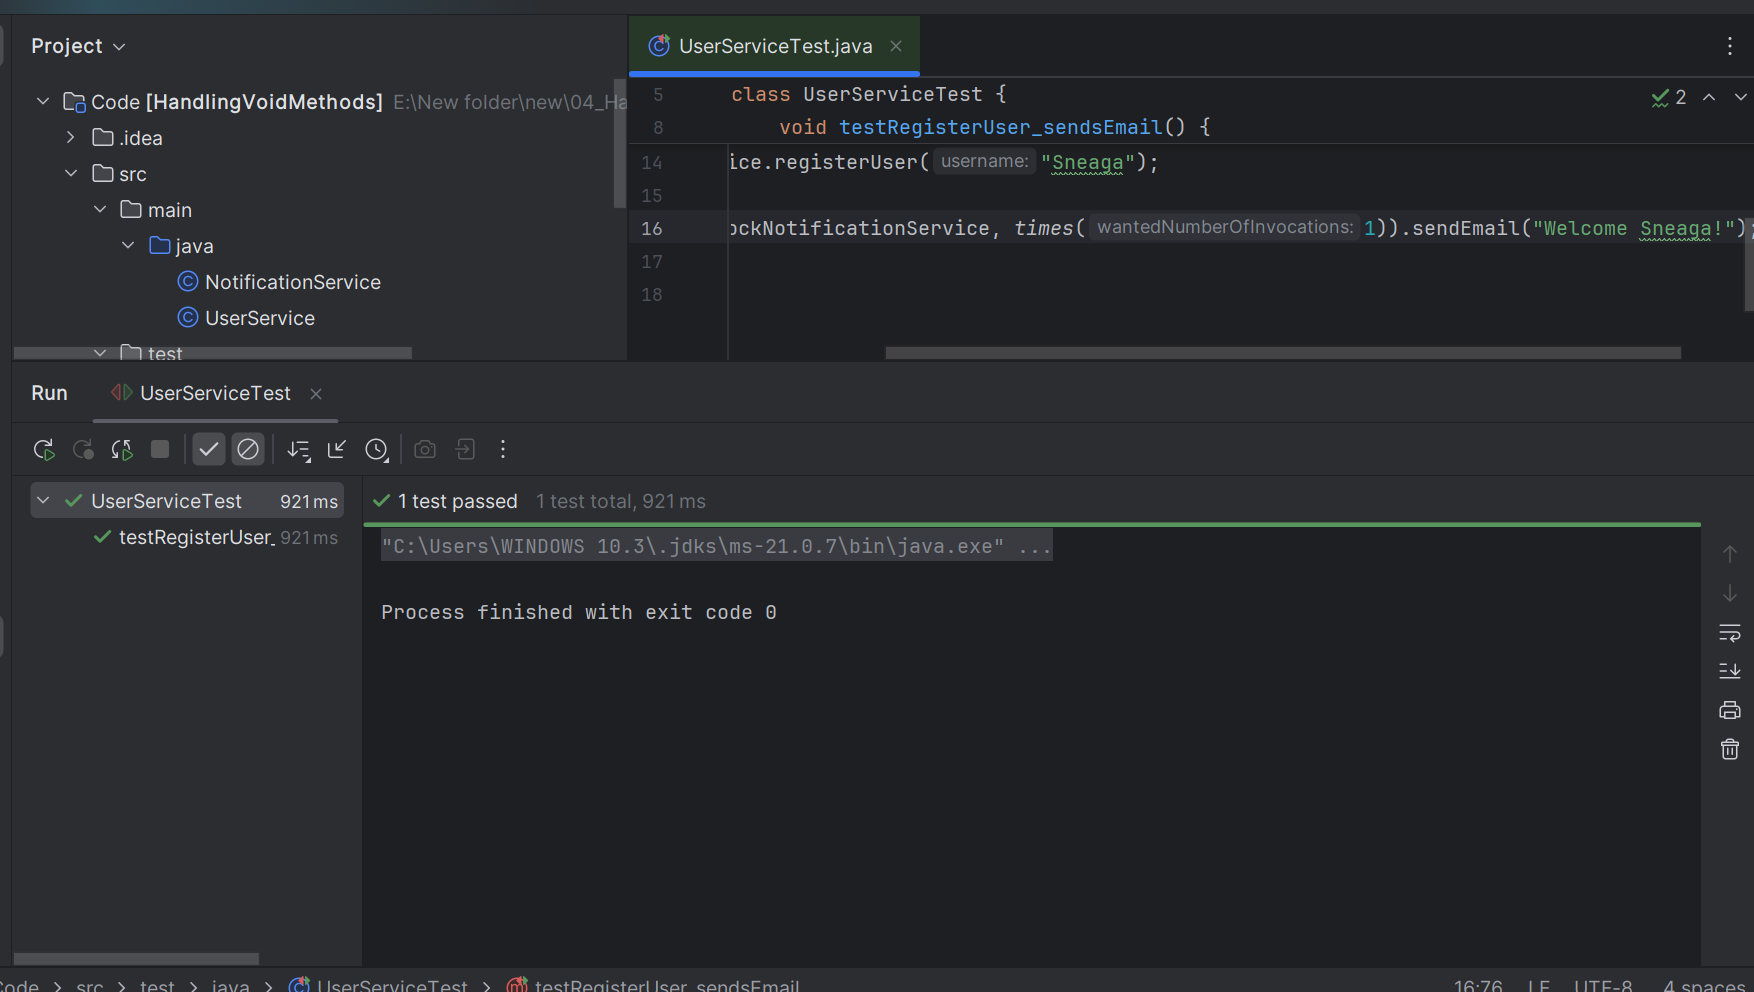 Project
Code [HandlingVoidMethods] E:\New folder\new\04_Ha
.idea
src
main
java
NotificationService
UserService
test
UserServiceTest.java
5 class UserServiceTest {
8 void testRegisterUser_sendsEmail() {
14 ice.registerUser( username: "Sneaga");
15
16 ockNotificationService, times( wantedNumberOfInvocations: 1)).sendEmail("Welcome Sneaga!");
17
18
2
Run UserServiceTest
UserServiceTest 921 ms
testRegisterUser_ 921 ms
1 test passed 1 test total, 921 ms
"C:\Users\WINDOWS 10.3\.jdks\ms-21.0.7\bin\java.exe" ...
Process finished with exit code 0
Code > src > test > java > UserServiceTest > testRegisterUser_sendsEmail
16:76 LF UTF-8 4 spaces